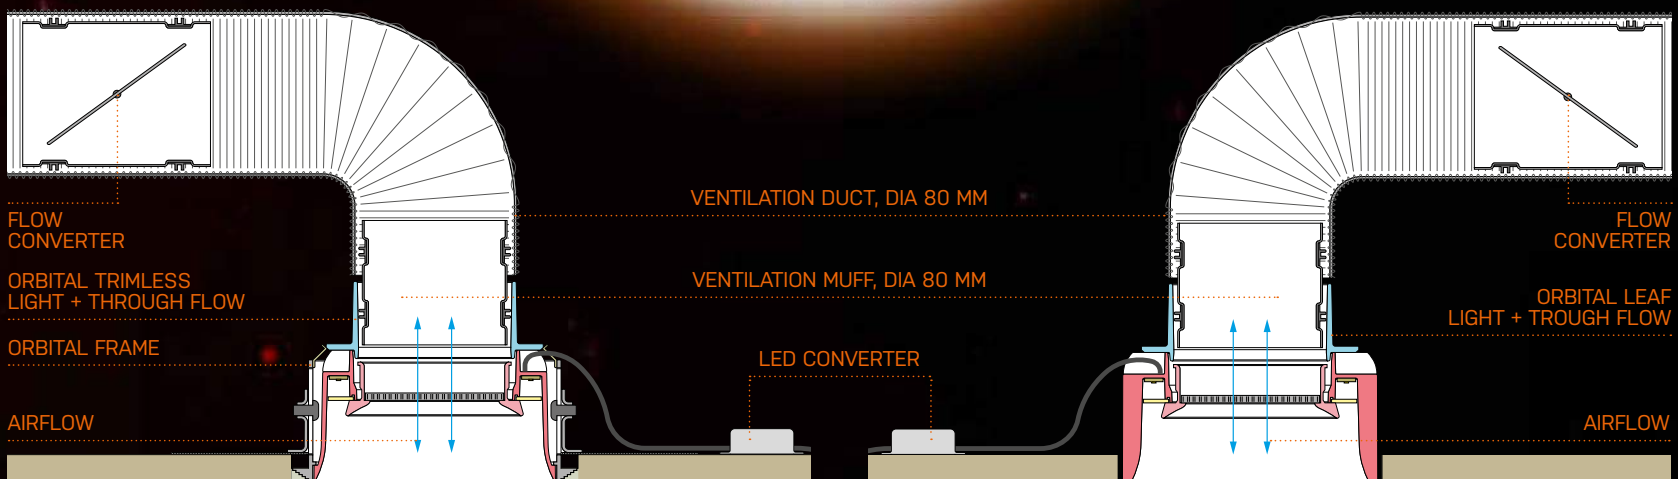 FLOW
CONVERTER
ORBITAL TRIMLESS
LIGHT + THROUGH FLOW
ORBITAL FRAME
AIRFLOW
VENTILATION DUCT, DIA 80 MM
VENTILATION MUFF, DIA 80 MM
LED CONVERTER
FLOW
CONVERTER
ORBITAL LEAF
LIGHT + TROUGH FLOW
AIRFLOW